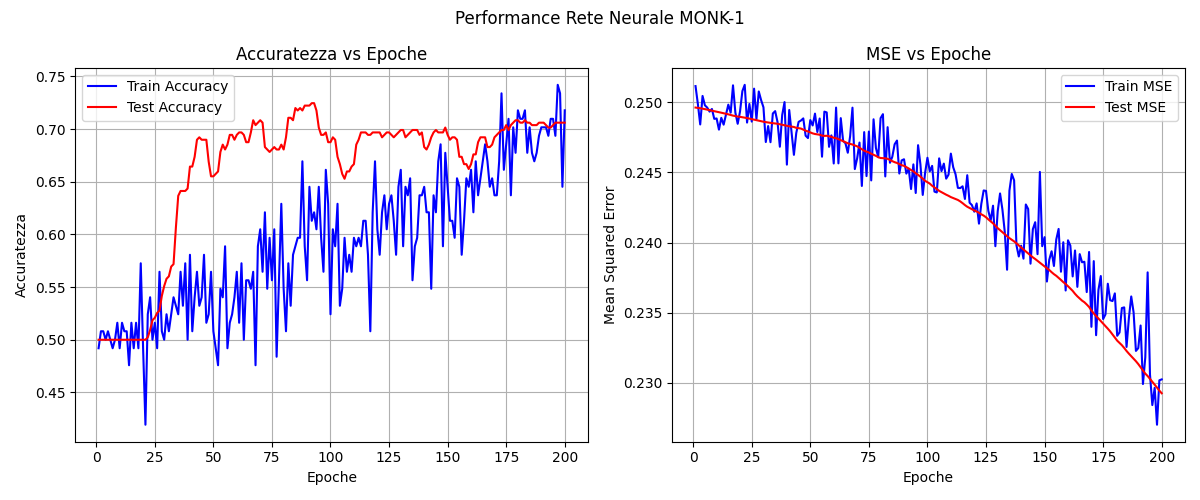 Performance Rete Neurale MONK-1
Accuratezza vs Epoche
Train Accuracy
Test Accuracy
Accuratezza
0.75
0.70
0.65
0.60
0.55
0.50
0.45
0 25 50 75 100 125 150 175 200
Epoche
MSE vs Epoche
Train MSE
Test MSE
Mean Squared Error
0.250
0.245
0.240
0.235
0.230
0 25 50 75 100 125 150 175 200
Epoche